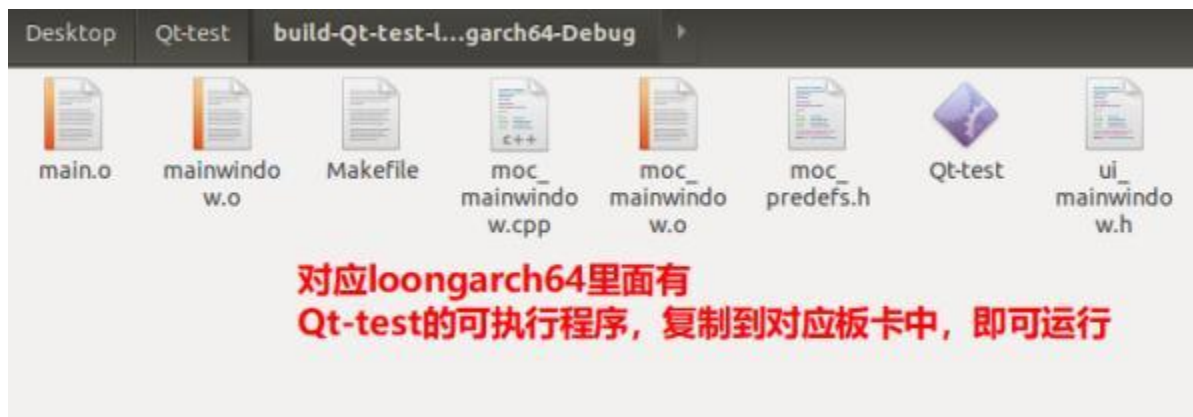 Desktop Qt-test build-Qt-test-l...garch64-Debug
main.o mainwindo Makefile moc_ moc_ moc_ Qt-test ui_
w.o mainwindo mainwindo predefs.h mainwindo
w.cpp w.o w.h
c++
对应loongarch64里面有
Qt-test的可执行程序，复制到对应板卡中，即可运行